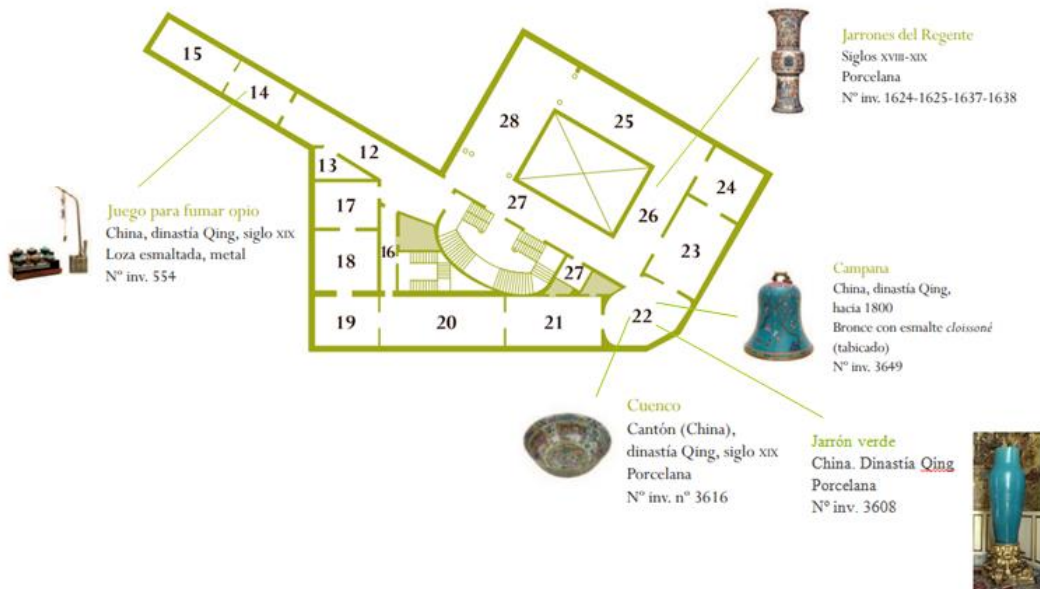 Jarrones del Regente
Siglos XVIII-XIX
Porcelana
Nº inv. 1624-1625-1637-1638
15
14
12
13
17
18
16
19
20
21
22
27
27
28
25
26
24
23
Juego para fumar opio
China, dinastía Qing, siglo XIX
Loza esmaltada, metal
Nº inv. 554
Campana
China, dinastía Qing,
hacia 1800
Bronce con esmalte cloissoné
(tabicado)
Nº inv. 3649
Cuenco
Cantón (China),
dinastía Qing, siglo XIX
Porcelana
Nº inv. nº 3616
Jarrón verde
China. Dinastía Qing
Porcelana
Nº inv. 3608